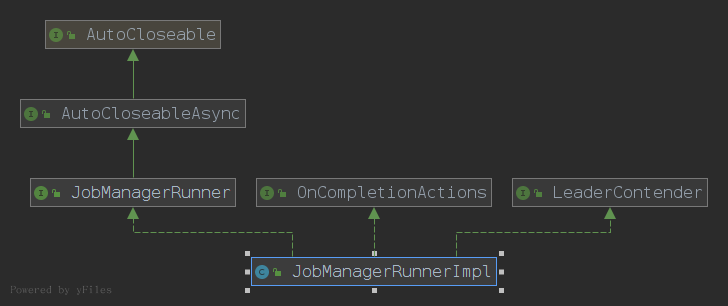 AutoCloseable
AutoCloseableAsync
JobManagerRunner
OnCompletionActions
LeaderContender
JobManagerRunnerImpl
Powered by yFiles